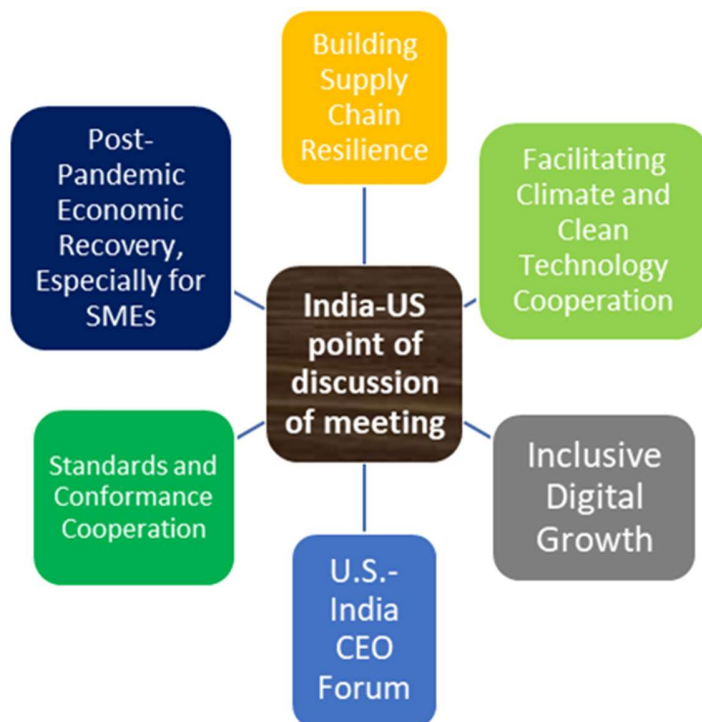 Building
Supply
Chain
Resilience
Post-
Pandemic
Economic
Recovery,
Especially for
SMEs
Facilitating
Climate and
Clean
Technology
Cooperation
India-US
point of
discussion
of meeting
Standards and
Conformance
Cooperation
Inclusive
Digital
Growth
U.S.-
India
CEO
Forum